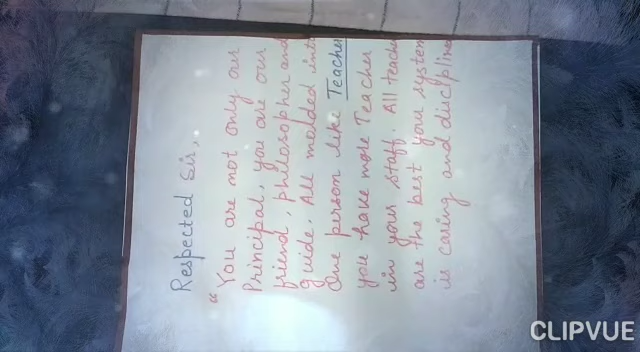 Respected Sir,
"You are not only our
Principal, you are our
friend, philosopher and
guide. All molded into
One person like Teacher
you have more Teacher
in your staff. All teache
are the best your system
is caring and discipline
CLIPVUE